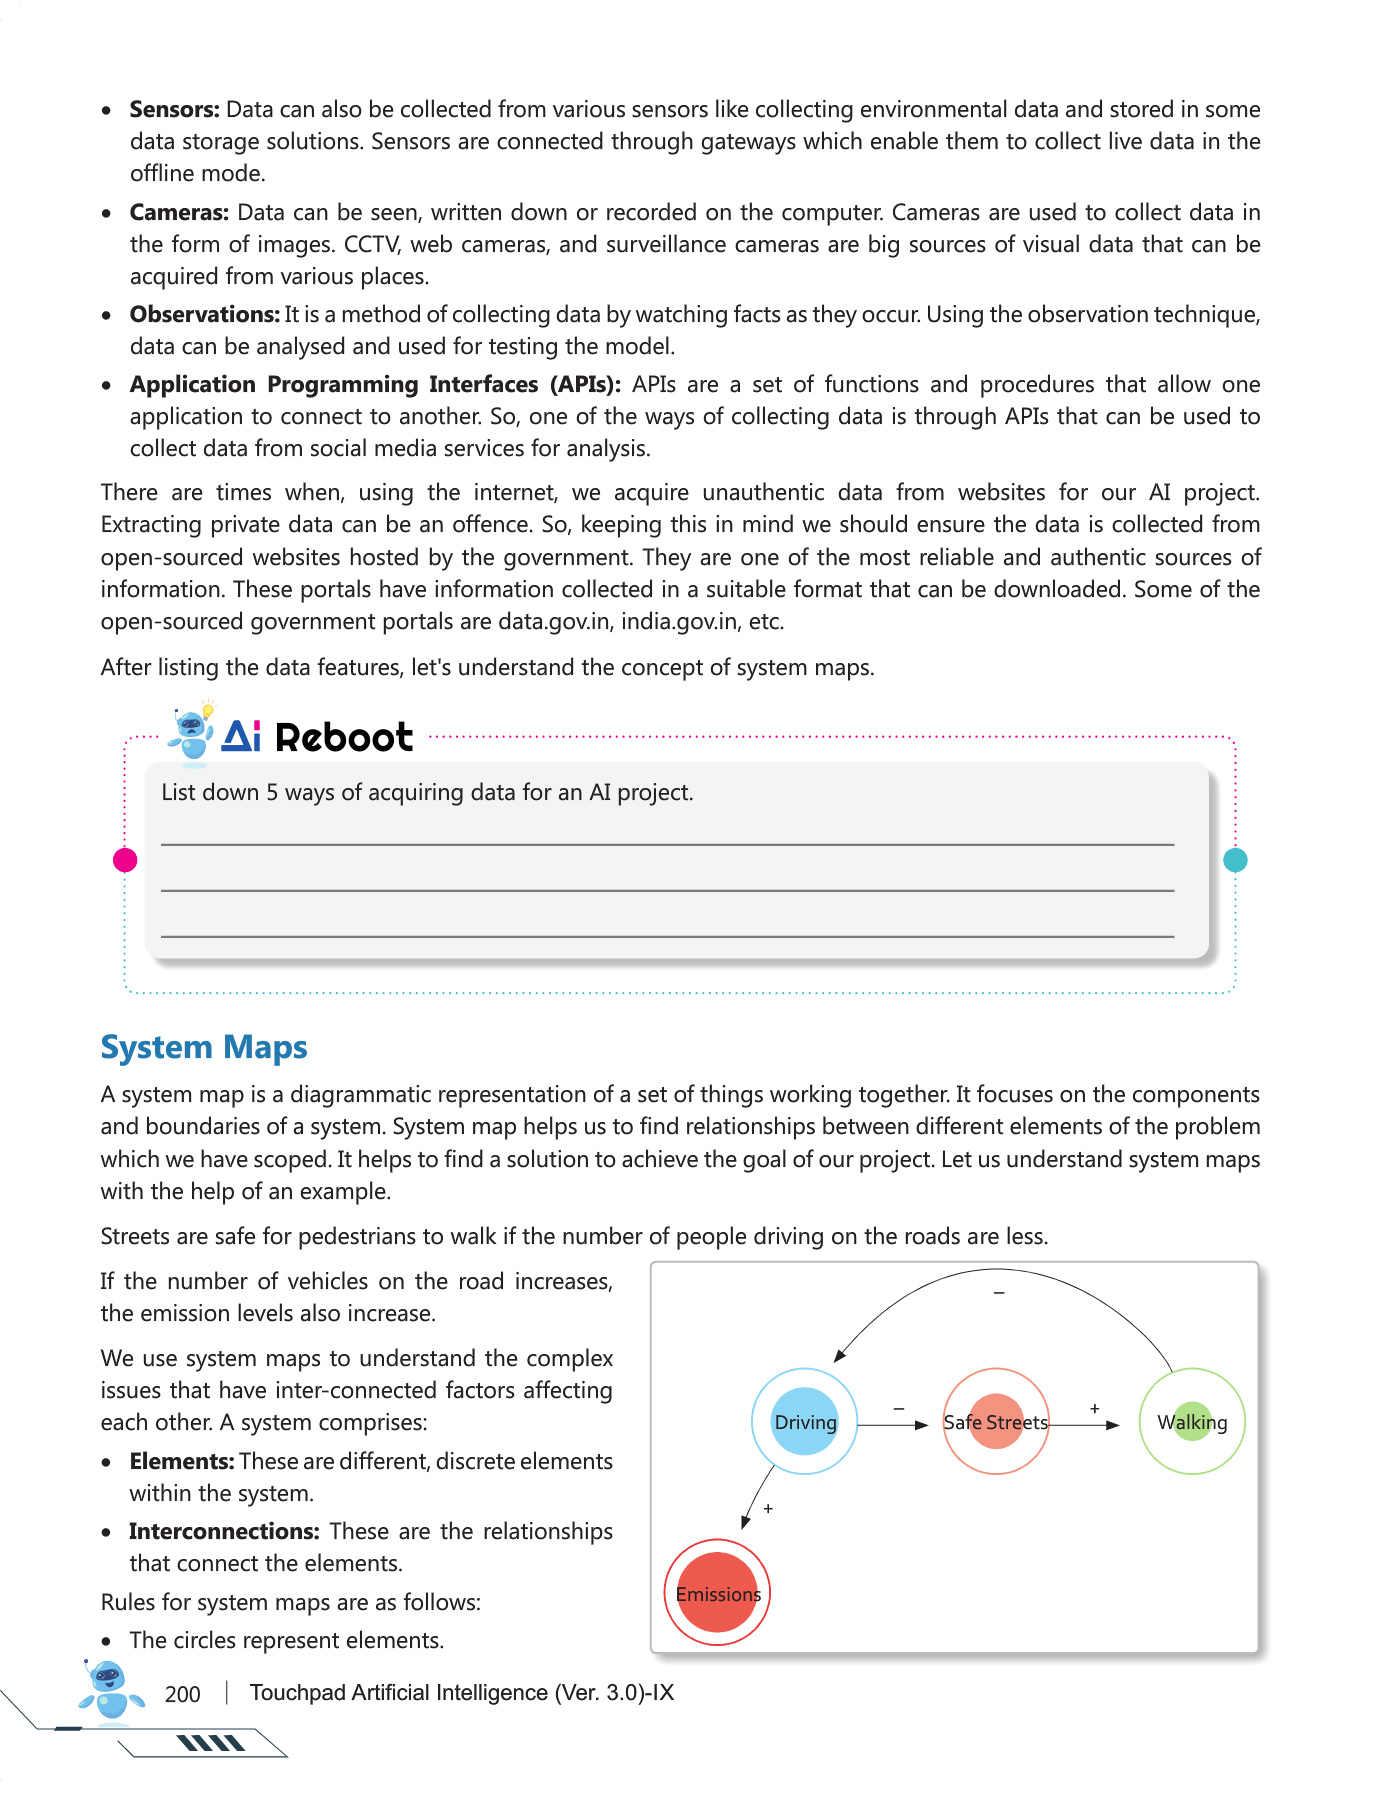 • Sensors: Data can also be collected from various sensors like collecting environmental data and stored in some
data storage solutions. Sensors are connected through gateways which enable them to collect live data in the
offline mode.
• Cameras: Data can be seen, written down or recorded on the computer. Cameras are used to collect data in
the form of images. CCTV, web cameras, and surveillance cameras are big sources of visual data that can be
acquired from various places.
• Observations: It is a method of collecting data by watching facts as they occur. Using the observation technique,
data can be analysed and used for testing the model.
• Application Programming Interfaces (APIs): APIs are a set of functions and procedures that allow one
application to connect to another. So, one of the ways of collecting data is through APIs that can be used to
collect data from social media services for analysis.
There are times when, using the internet, we acquire unauthentic data from websites for our AI project.
Extracting private data can be an offence. So, keeping this in mind we should ensure the data is collected from
open-sourced websites hosted by the government. They are one of the most reliable and authentic sources of
information. These portals have information collected in a suitable format that can be downloaded. Some of the
open-sourced government portals are data.gov.in, india.gov.in, etc.
After listing the data features, let's understand the concept of system maps.
Ai Reboot
List down 5 ways of acquiring data for an AI project.
System Maps
A system map is a diagrammatic representation of a set of things working together. It focuses on the components
and boundaries of a system. System map helps us to find relationships between different elements of the problem
which we have scoped. It helps to find a solution to achieve the goal of our project. Let us understand system maps
with the help of an example.
Streets are safe for pedestrians to walk if the number of people driving on the roads are less.
If the number of vehicles on the road increases,
the emission levels also increase.
We use system maps to understand the complex
issues that have inter-connected factors affecting
each other. A system comprises:
• Elements: These are different, discrete elements
within the system.
• Interconnections: These are the relationships
that connect the elements.
Rules for system maps are as follows:
• The circles represent elements.
–
Driving – Safe Streets + Walking
+
Emissions
200 | Touchpad Artificial Intelligence (Ver. 3.0)-IX